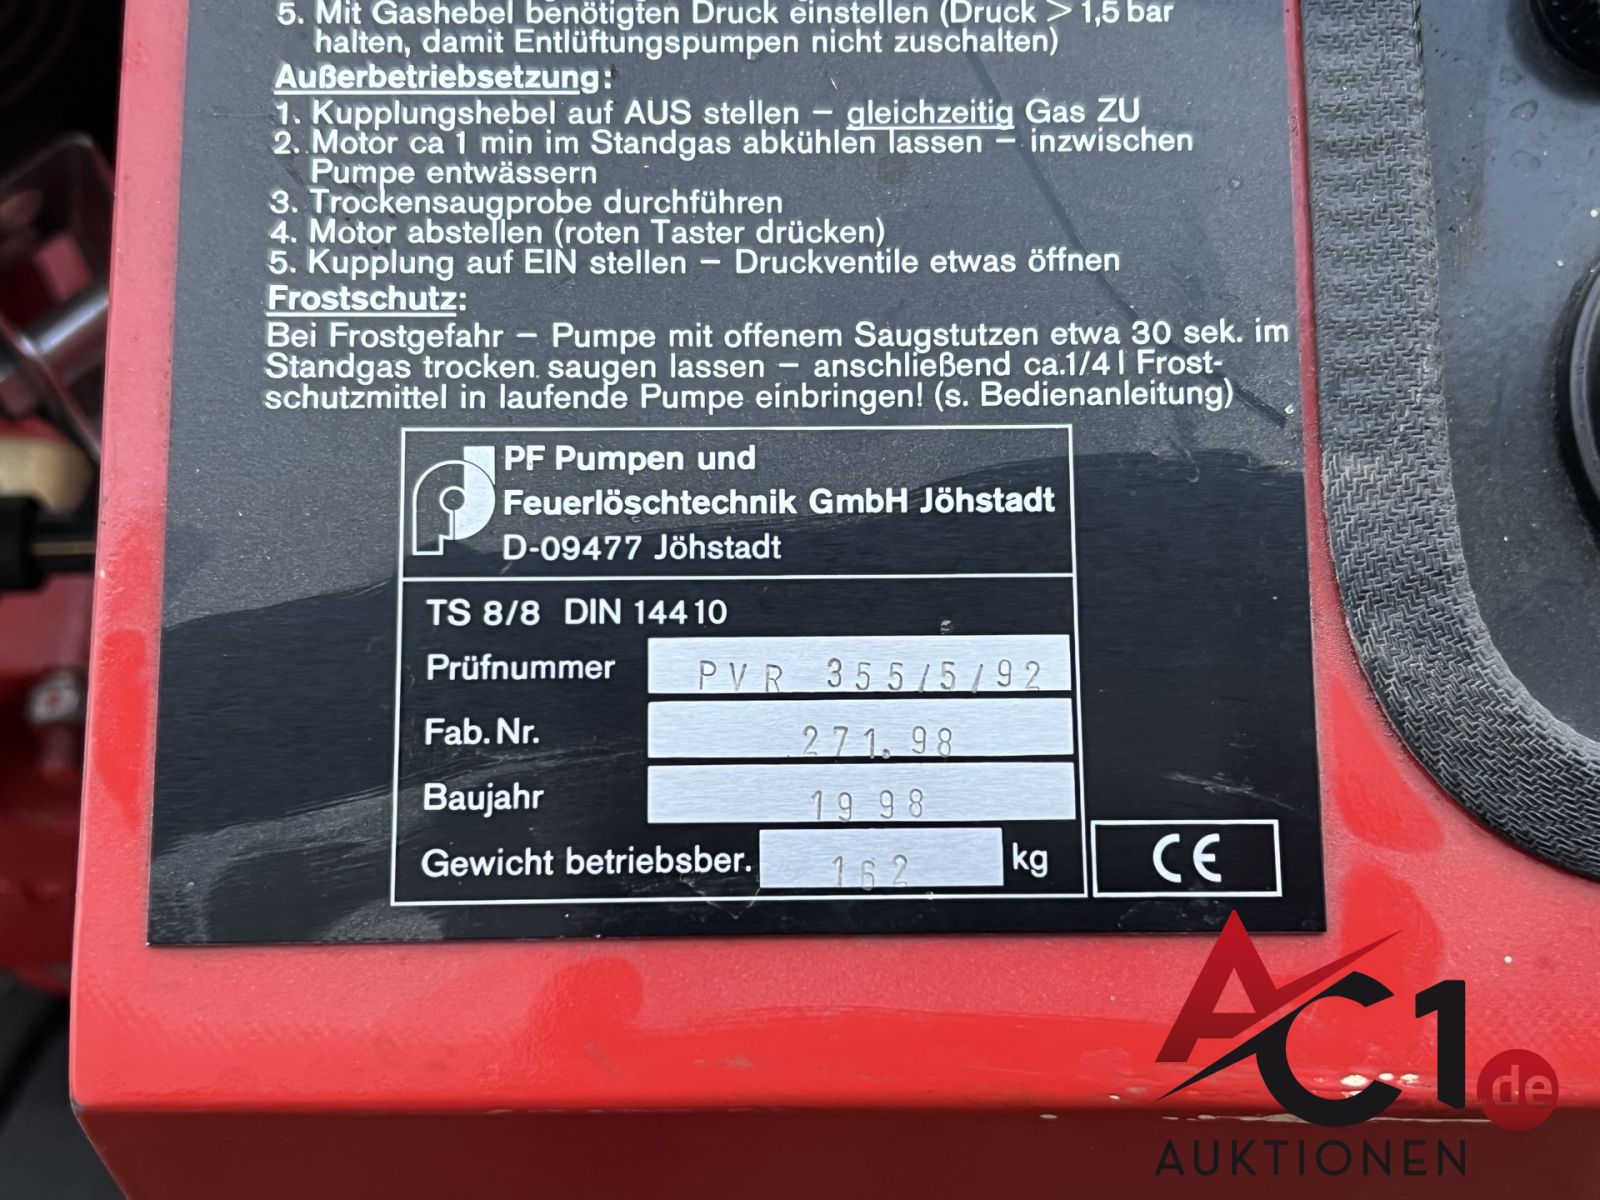 5. Mit Gashebel benötigten Druck einstellen (Druck > 1,5 bar
halten, damit Entlüftungspumpen nicht zuschalten)
Außerbetriebsetzung:
1. Kupplungshebel auf AUS stellen – gleichzeitig Gas ZU
2. Motor ca 1 min im Standgas abkühlen lassen – inzwischen
Pumpe entwässern
3. Trockensaugprobe durchführen
4. Motor abstellen (roten Taster drücken)
5. Kupplung auf EIN stellen – Druckventile etwas öffnen
Frostschutz:
Bei Frostgefahr – Pumpe mit offenem Saugstutzen etwa 30 sek. im
Standgas trocken saugen lassen – anschließend ca.1/4 l Frost-
schutzmittel in laufende Pumpe einbringen! (s. Bedienanleitung)
PF Pumpen und
Feuerlöschtechnik GmbH Jöhstadt
D-09477 Jöhstadt
TS 8/8 DIN 14410
Prüfnummer PVR 355/5/92
Fab.Nr. 271.98
Baujahr 1998
Gewicht betriebsber. 162 kg
CE
AC1.de
AUKTIONEN